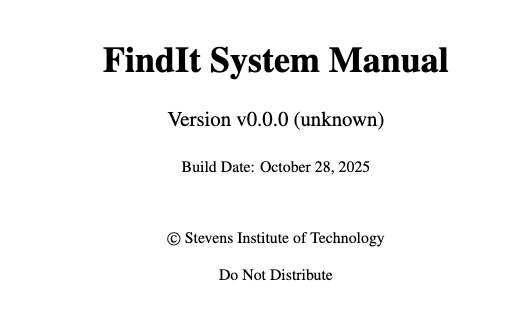 FindIt System Manual
Version v0.0.0 (unknown)
Build Date: October 28, 2025
© Stevens Institute of Technology
Do Not Distribute